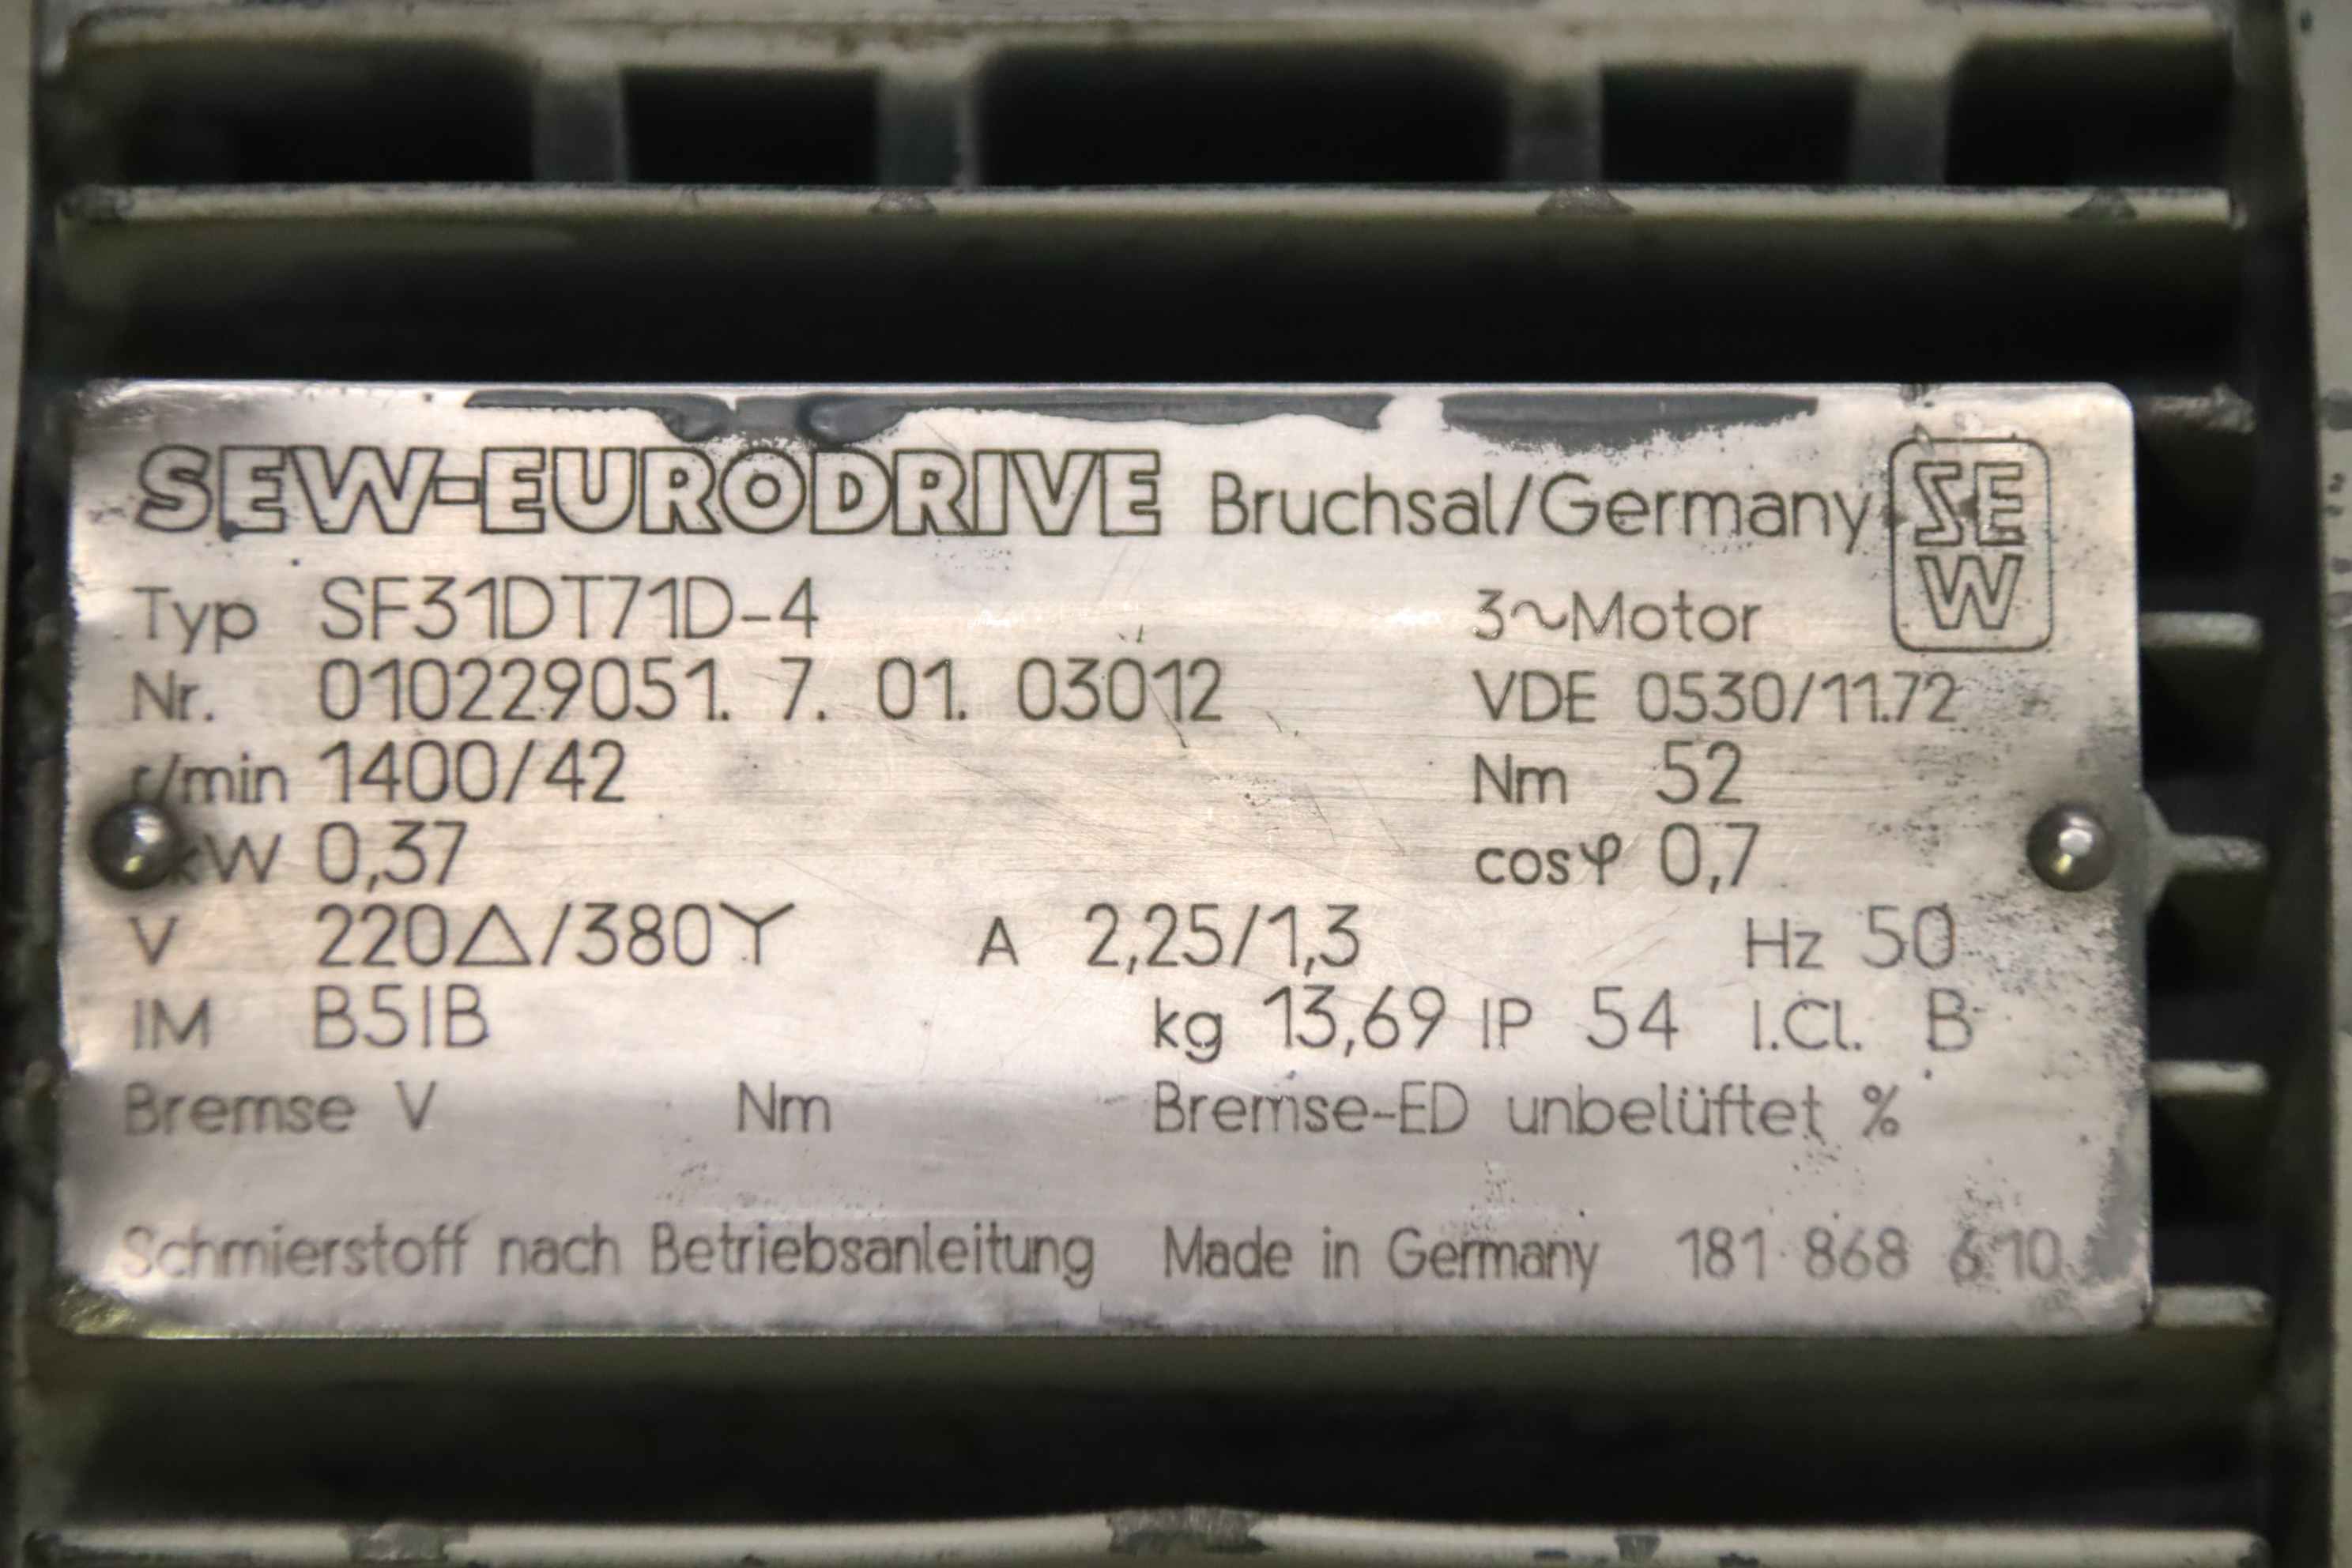 SEW-EURODRIVE Bruchsal/Germany SEW
Typ SF31DT71D-4 3~Motor
Nr. 010229051. 7. 01. 03012 VDE 0530/11.72
r/min 1400/42 Nm 52
kW 0,37 cosφ 0,7
V 220△/380Y A 2,25/1,3 Hz 50
IM B5IB kg 13,69 IP 54 I.Cl. B
Bremse V Nm Bremse-ED unbelüftet %
Schmierstoff nach Betriebsanleitung Made in Germany 181 868 6 10